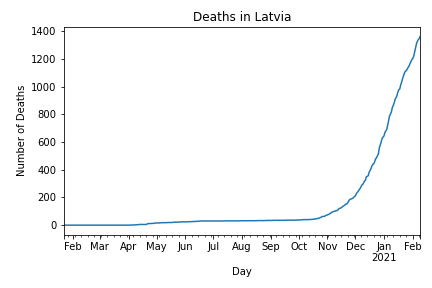 Deaths in Latvia
Number of Deaths
1400
1200
1000
800
600
400
200
0
Feb Mar Apr May Jun Jul Aug Sep Oct Nov Dec Jan Feb
2021
Day